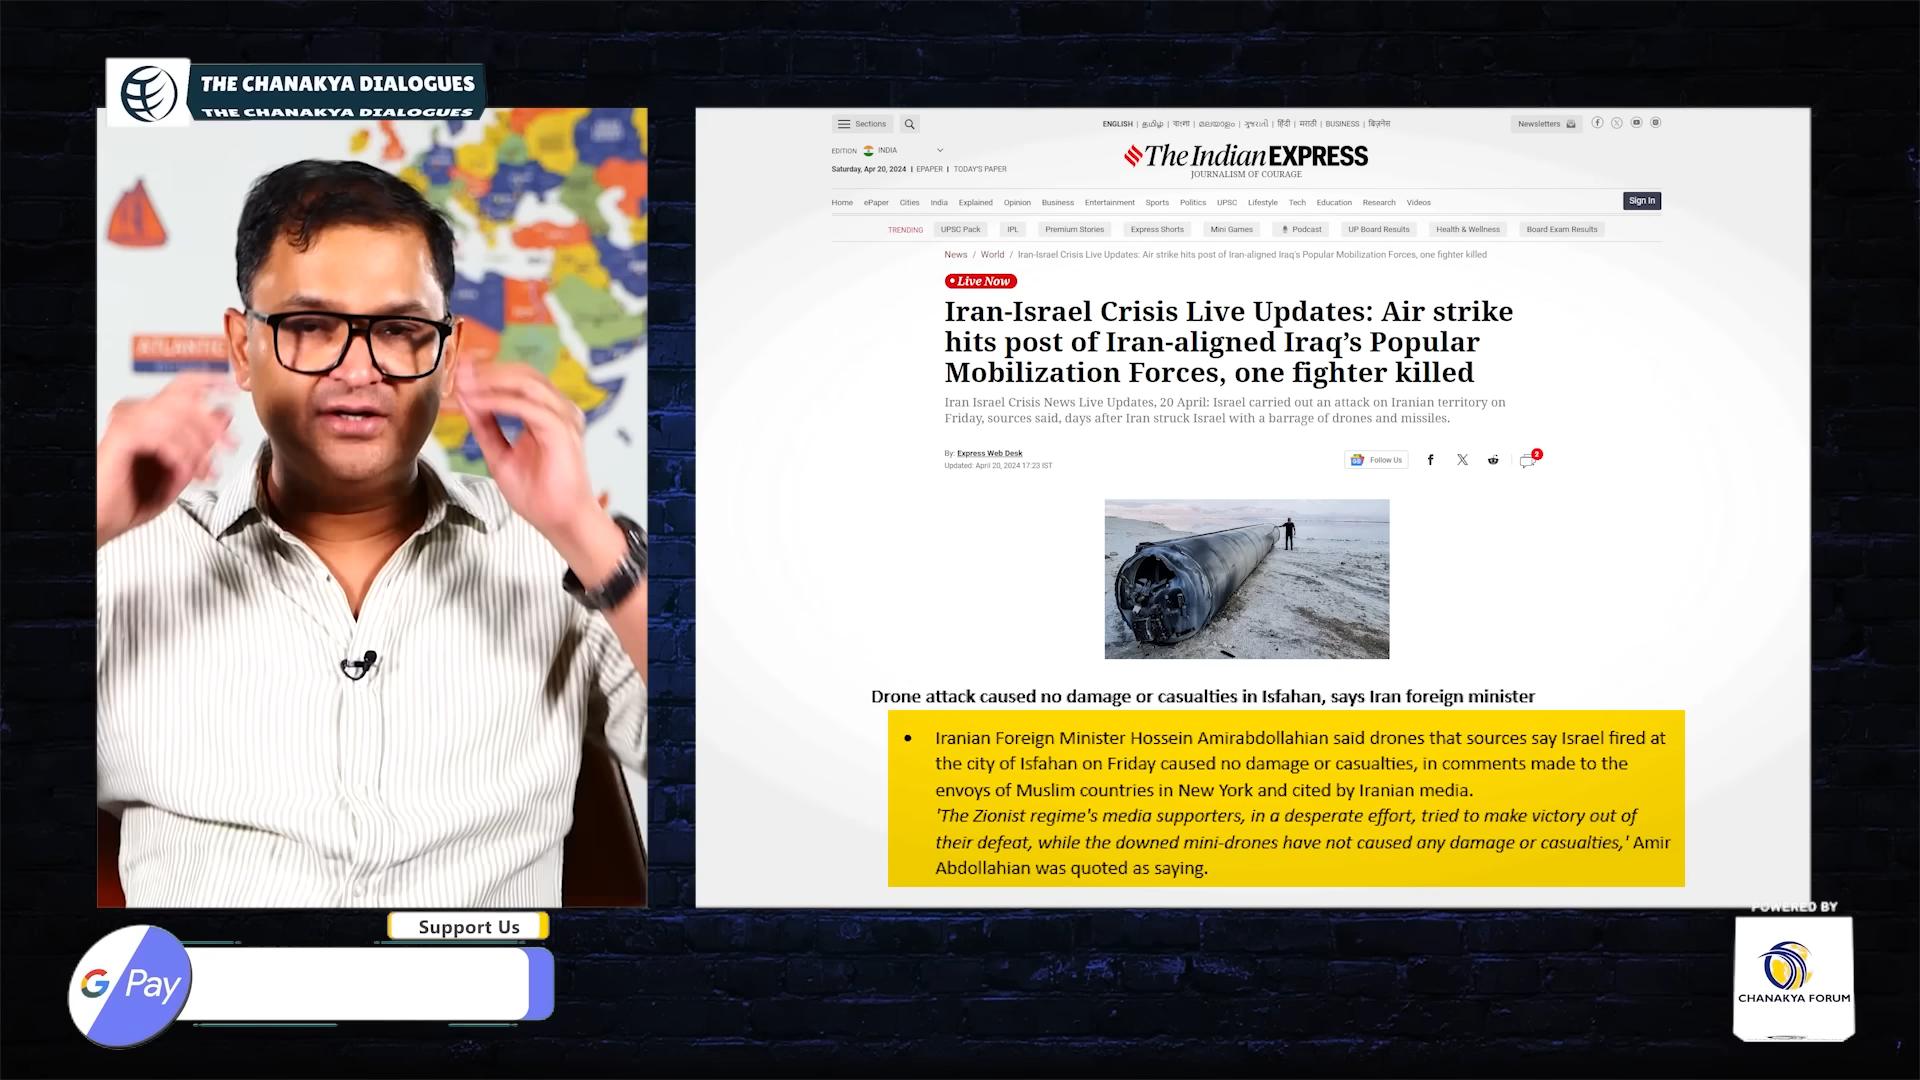 THE CHANAKYA DIALOGUES
THE CHANAKYA DIALOGUES
ATLANTIC
Sections
ENGLISH | தமிழ் | বাংলা | മലയാളം | ગુજરાતી | हिंदी | मराठी | BUSINESS | बिज़नेस
Newsletters
EDITION INDIA
The Indian EXPRESS
JOURNALISM OF COURAGE
Saturday, Apr 20, 2024 | EPAPER | TODAY'S PAPER
Home ePaper Cities India Explained Opinion Business Entertainment Sports Politics UPSC Lifestyle Tech Education Research Videos
Sign In
TRENDING UPSC Pack IPL Premium Stories Express Shorts Mini Games Podcast UP Board Results Health & Wellness Board Exam Results
News / World / Iran-Israel Crisis Live Updates: Air strike hits post of Iran-aligned Iraq's Popular Mobilization Forces, one fighter killed
• Live Now
Iran-Israel Crisis Live Updates: Air strike
hits post of Iran-aligned Iraq’s Popular
Mobilization Forces, one fighter killed
Iran Israel Crisis News Live Updates, 20 April: Israel carried out an attack on Iranian territory on
Friday, sources said, days after Iran struck Israel with a barrage of drones and missiles.
By: Express Web Desk
Updated: April 20, 2024 17:23 IST
Follow Us
2
Drone attack caused no damage or casualties in Isfahan, says Iran foreign minister
• Iranian Foreign Minister Hossein Amirabdollahian said drones that sources say Israel fired at
the city of Isfahan on Friday caused no damage or casualties, in comments made to the
envoys of Muslim countries in New York and cited by Iranian media.
'The Zionist regime's media supporters, in a desperate effort, tried to make victory out of
their defeat, while the downed mini-drones have not caused any damage or casualties,' Amir
Abdollahian was quoted as saying.
Support Us
G Pay
POWERED BY
CHANAKYA FORUM